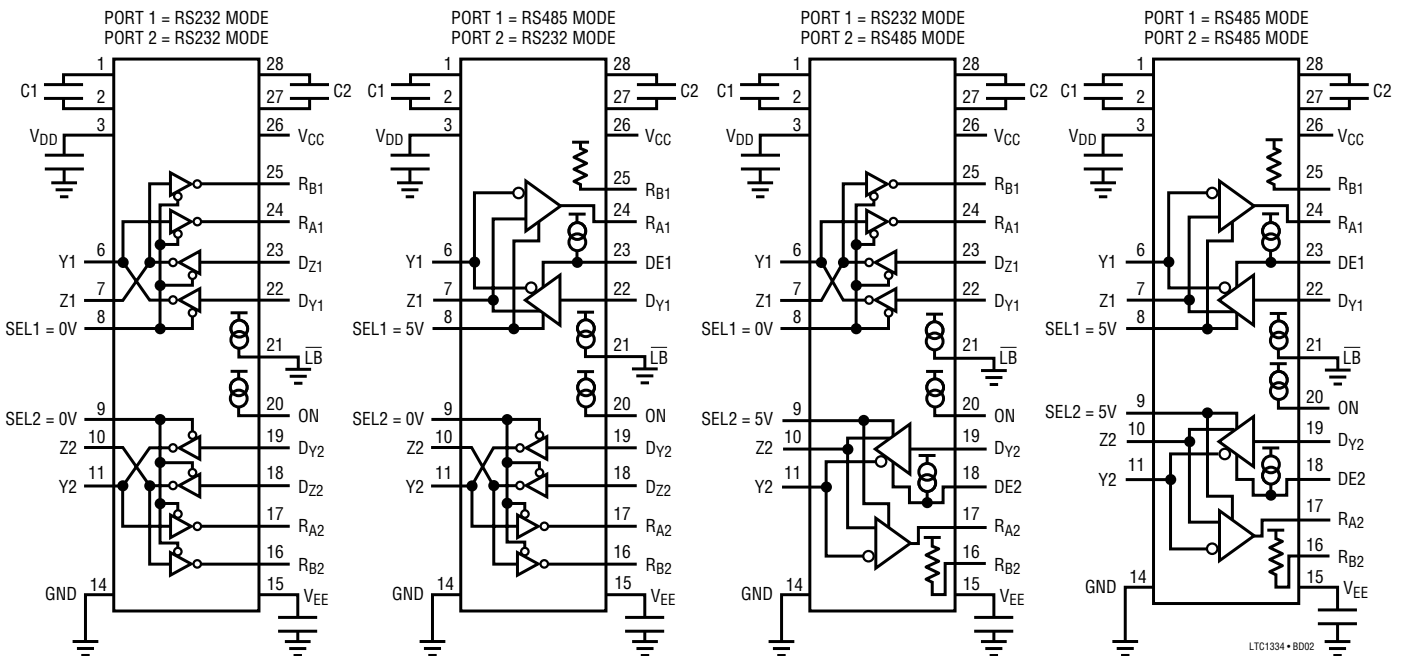 PORT 1 = RS232 MODE
PORT 2 = RS232 MODE
1
28
C1
C2
2
27
3
26
VDD
VCC
25
RB1
24
RA1
6
23
Y1
DZ1
7
22
Z1
DY1
8
SEL1 = 0V
21
LB
9
20
SEL2 = 0V
ON
10
19
Z2
DY2
11
18
Y2
DZ2
17
RA2
16
RB2
14
15
GND
VEE
PORT 1 = RS485 MODE
PORT 2 = RS232 MODE
1
28
C1
C2
2
27
3
26
VDD
VCC
25
RB1
24
RA1
6
23
Y1
DE1
7
22
Z1
DY1
8
SEL1 = 5V
21
LB
9
20
SEL2 = 0V
ON
10
19
Z2
DY2
11
18
Y2
DZ2
17
RA2
16
RB2
14
15
GND
VEE
PORT 1 = RS232 MODE
PORT 2 = RS485 MODE
1
28
C1
C2
2
27
3
26
VDD
VCC
25
RB1
24
RA1
6
23
Y1
DZ1
7
22
Z1
DY1
8
SEL1 = 0V
21
LB
9
20
SEL2 = 5V
ON
10
19
Z2
DY2
11
18
Y2
DE2
17
RA2
16
RB2
14
15
GND
VEE
PORT 1 = RS485 MODE
PORT 2 = RS485 MODE
1
28
C1
C2
2
27
3
26
VDD
VCC
25
RB1
24
RA1
6
23
Y1
DE1
7
22
Z1
DY1
8
SEL1 = 5V
21
LB
9
20
SEL2 = 5V
ON
10
19
Z2
DY2
11
18
Y2
DE2
17
RA2
16
RB2
14
15
GND
VEE
LTC1334 • BD02